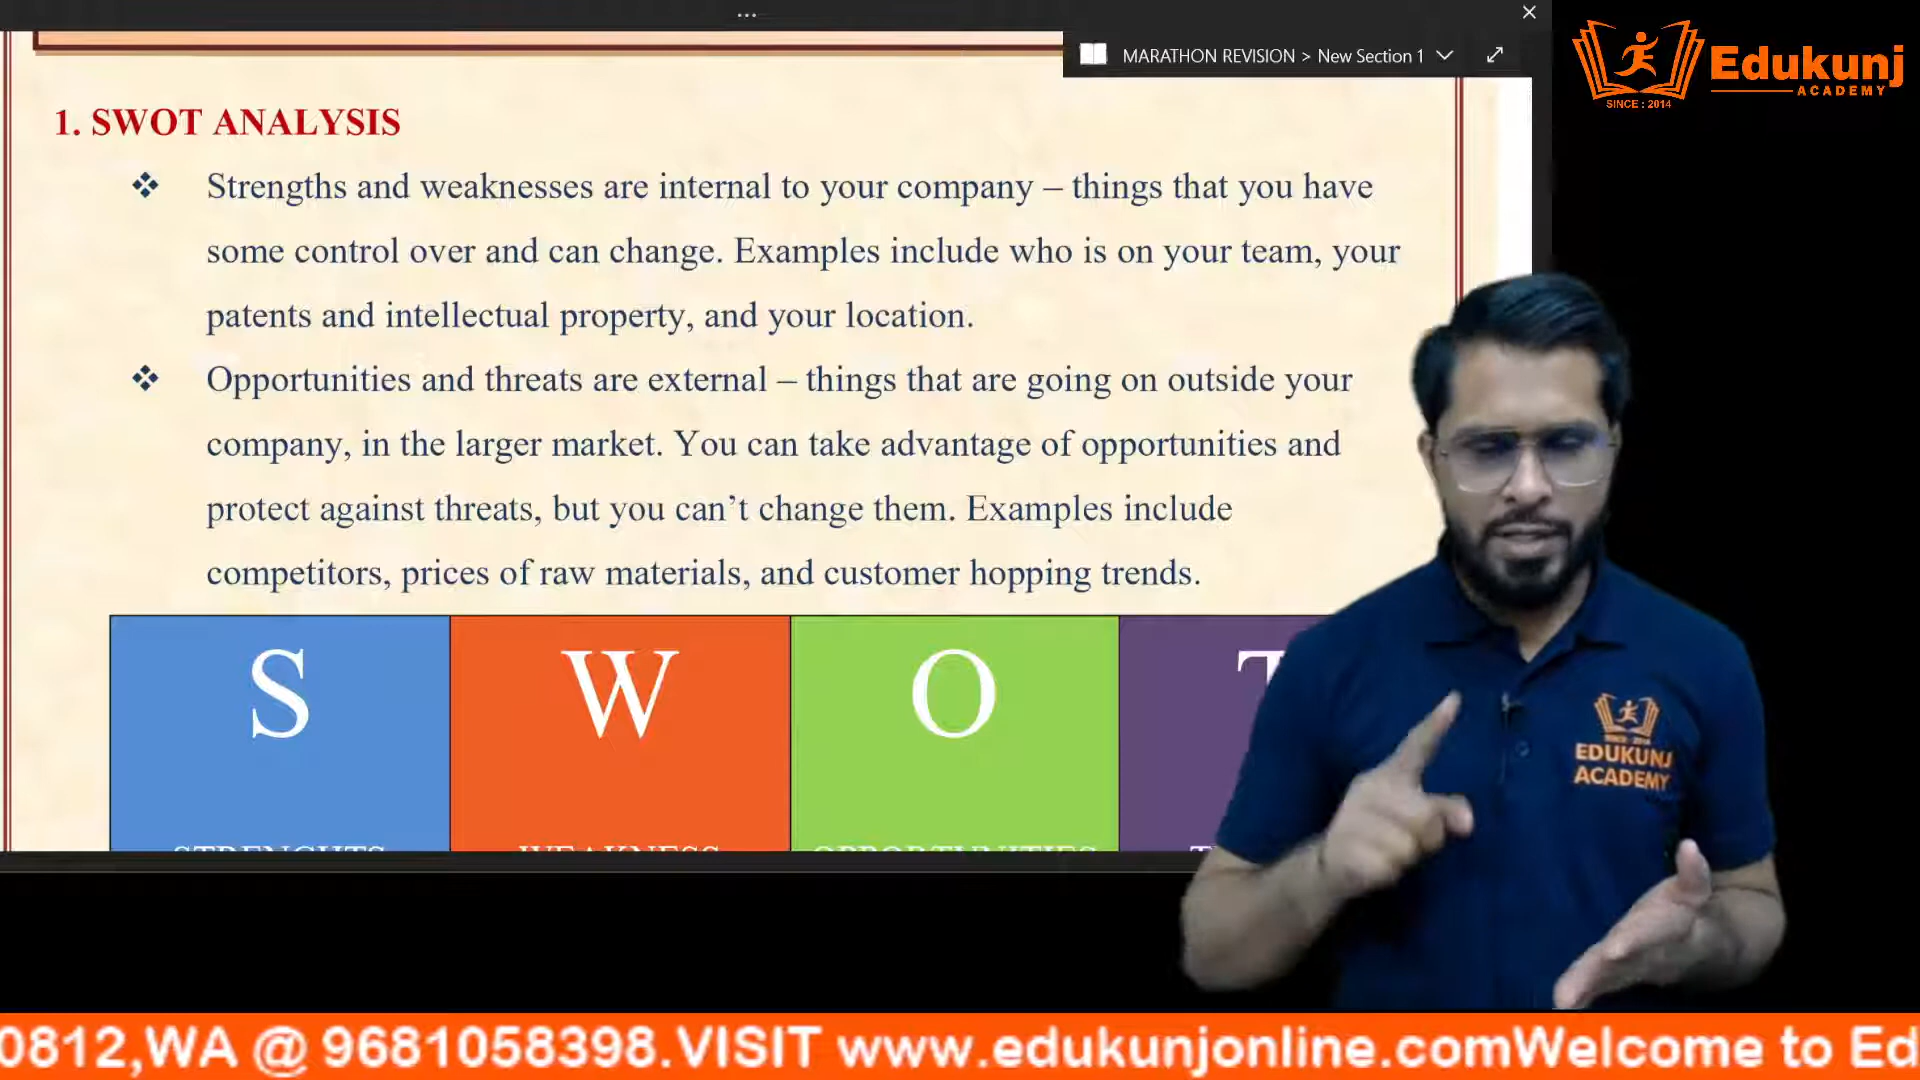 MARATHON REVISION > New Section 1
Edukunj
ACADEMY
SINCE : 2014
1. SWOT ANALYSIS
Strengths and weaknesses are internal to your company – things that you have
some control over and can change. Examples include who is on your team, your
patents and intellectual property, and your location.
Opportunities and threats are external – things that are going on outside your
company, in the larger market. You can take advantage of opportunities and
protect against threats, but you can’t change them. Examples include
competitors, prices of raw materials, and customer hopping trends.
S W O T
STRENGHTS WEAKNESS OPPORTUNITIES
EDUKUNJ
ACADEMY
0812,WA @ 9681058398.VISIT www.edukunjonline.comWelcome to Ed